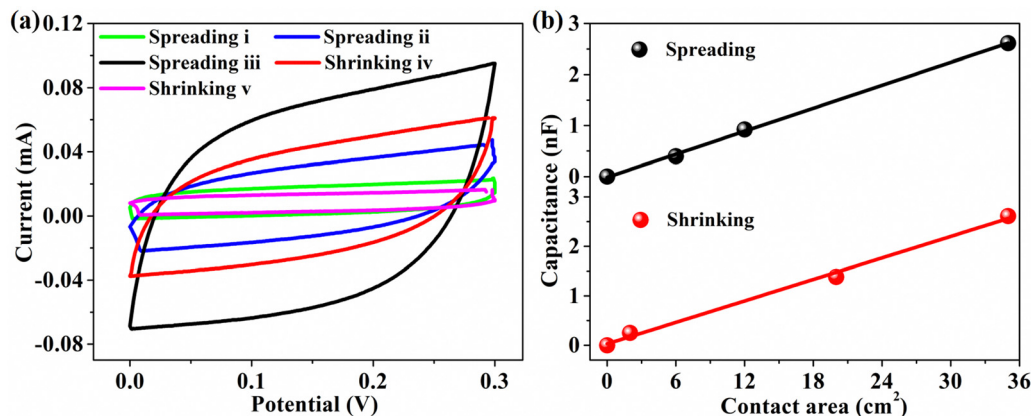 (a)
0.12
0.08
0.04
0.00
-0.04
-0.08
Current (mA)
Spreading i
Spreading ii
Spreading iii
Shrinking iv
Shrinking v
0.0
0.1
0.2
0.3
Potential (V)
(b)
3
2
1
0
3
2
1
0
Capacitance (nF)
Spreading
Shrinking
0
6
12
18
24
30
36
Contact area (cm²)